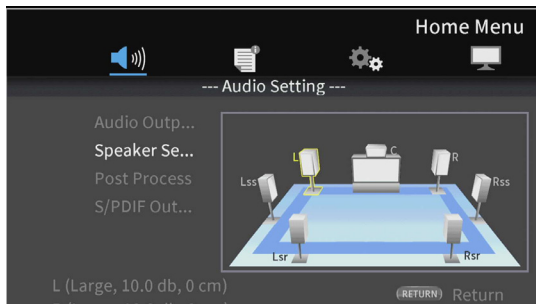 Home Menu
--- Audio Setting ---
Audio Outp...
Speaker Se...
Post Process
S/PDIF Out...
L
C
R
Lss
Rss
Lsr
Rsr
L (Large, 10.0 db, 0 cm)
RETURN Return